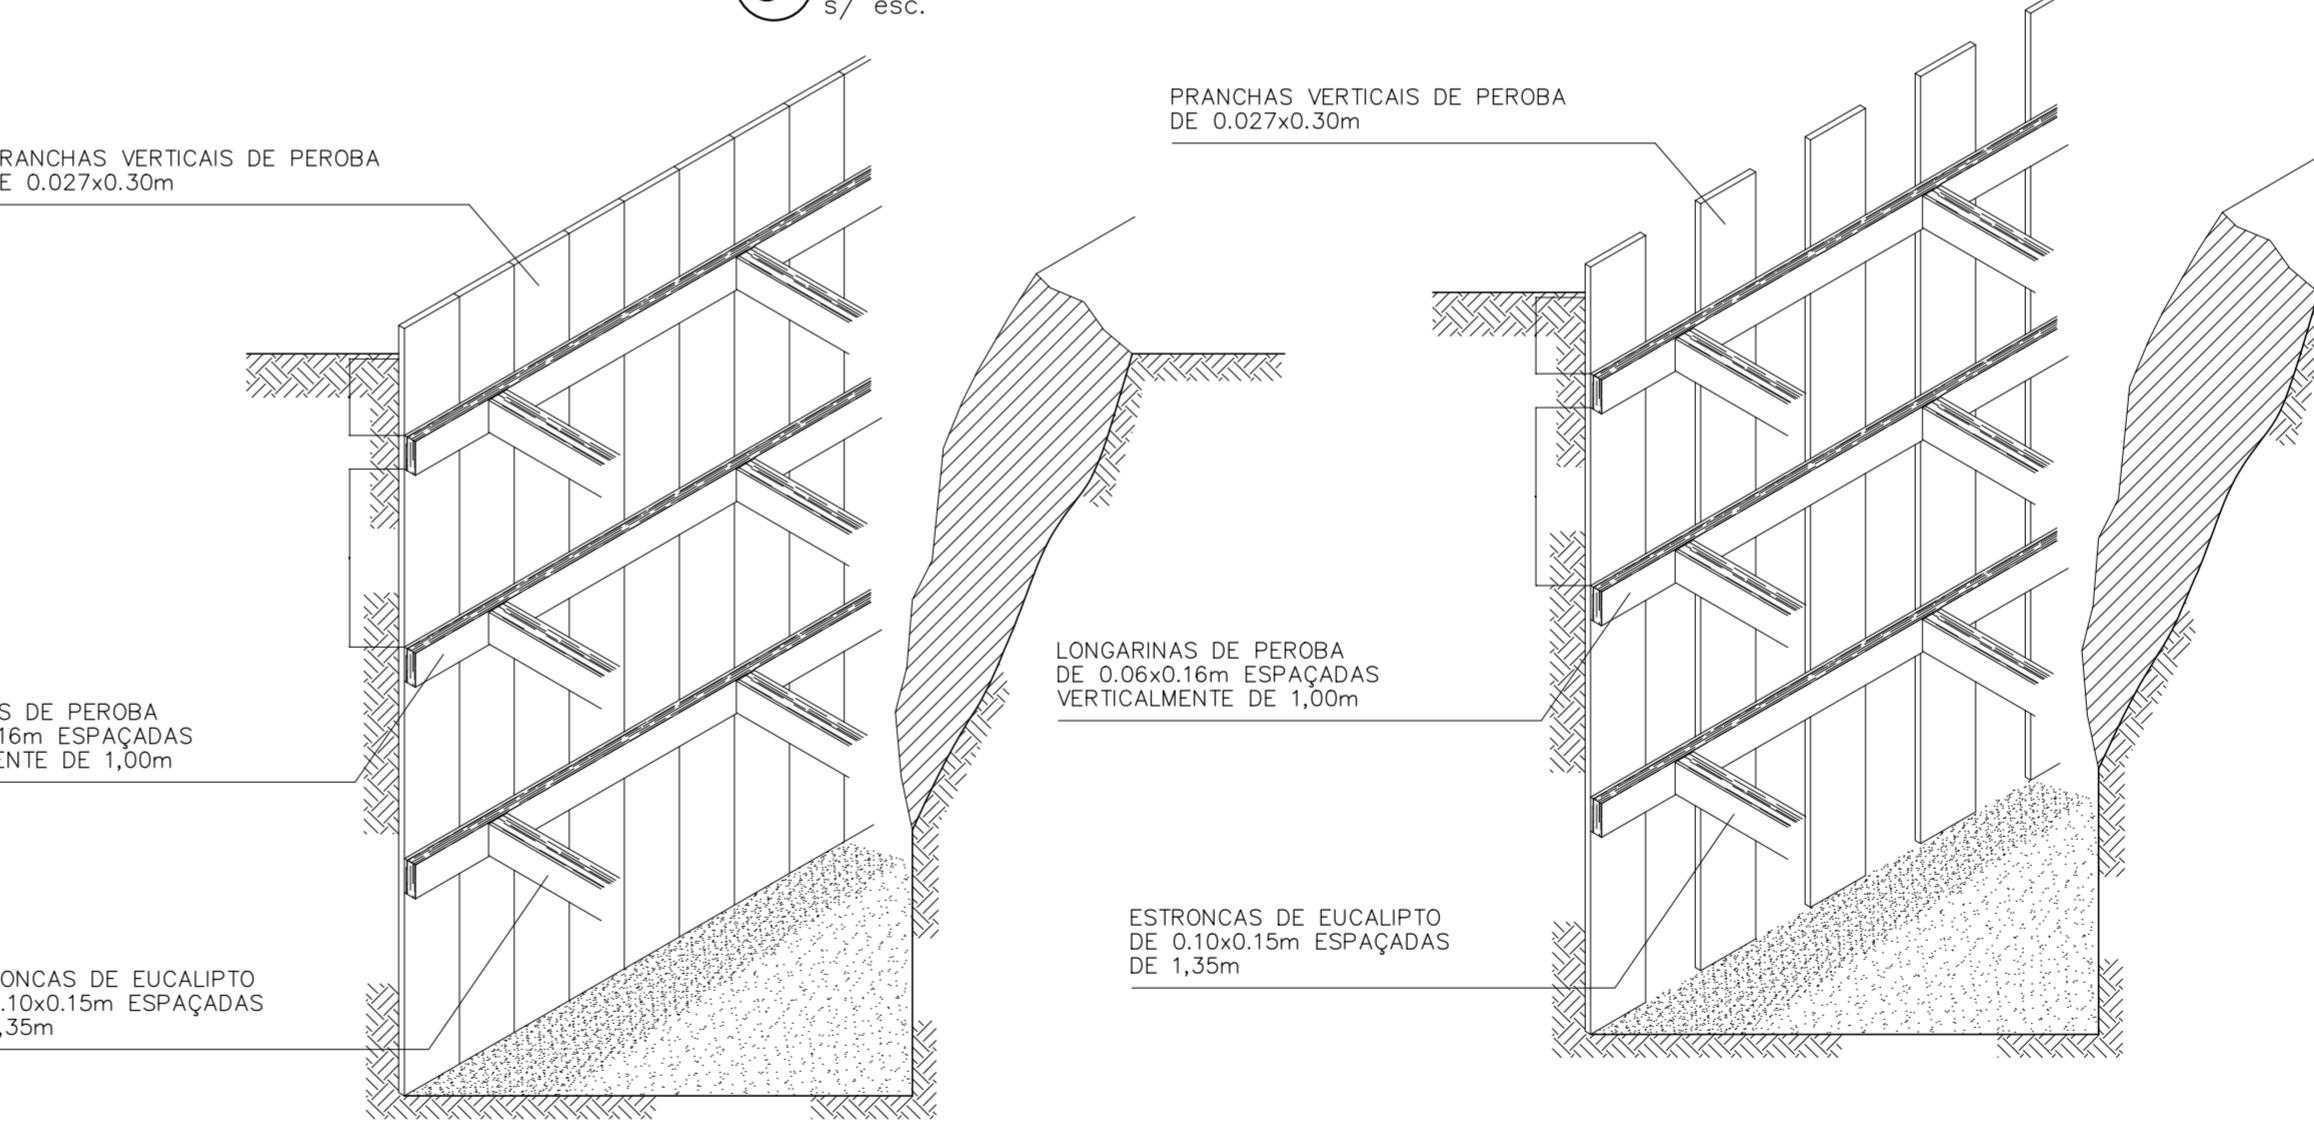 s/ esc.
RANCHAS VERTICAIS DE PEROBA
E 0.027x0.30m
S DE PEROBA
16m ESPAÇADAS
ENTE DE 1,00m
ONCAS DE EUCALIPTO
.10x0.15m ESPAÇADAS
,35m
PRANCHAS VERTICAIS DE PEROBA
DE 0.027x0.30m
LONGARINAS DE PEROBA
DE 0.06x0.16m ESPAÇADAS
VERTICALMENTE DE 1,00m
ESTRONCAS DE EUCALIPTO
DE 0.10x0.15m ESPAÇADAS
DE 1,35m